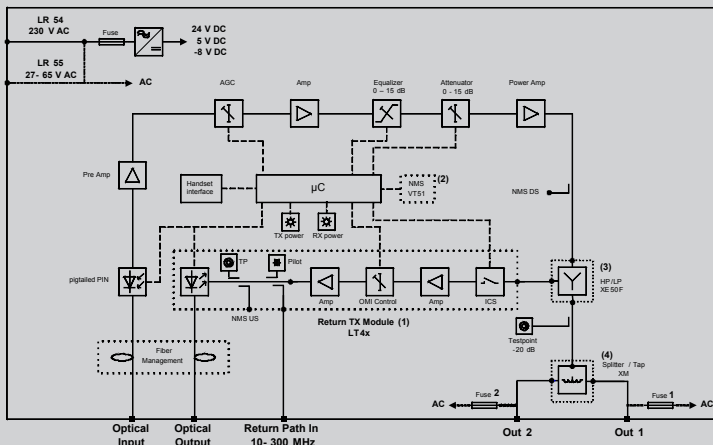 LR 54
230 V AC
Fuse
24 V DC
5 V DC
-8 V DC
LR 55
27- 65 V AC
AC
AGC
Amp
Equalizer
0 – 15 dB
Attenuator
0 - 15 dB
Power Amp
Pre Amp
Handset
interface
µC
NMS
VT51
(2)
NMS DS
TX power
RX power
TP
Pilot
pigtailed PIN
Amp
OMI Control
Amp
ICS
(3)
HP/LP
XE50F
NMS US
Return TX Module (1)
LT4x
Testpoint
-20 dB
Fiber
Management
(4)
Splitter / Tap
XM
AC
Fuse 2
Fuse 1
AC
Optical
Input
Optical
Output
Return Path In
10- 300 MHz
Out 2
Out 1